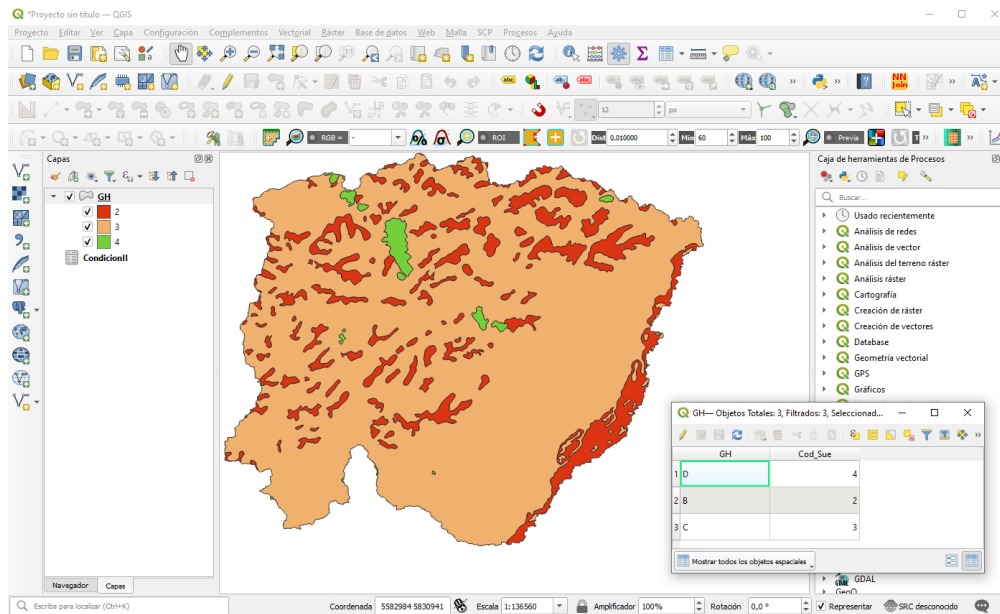 *Proyecto sin título — QGIS
Proyecto Editar Ver Capa Configuración Complementos Vectorial Ráster Base de datos Web Malla SCP Procesos Ayuda
abc abc
NN Join
12 px
RGB = - ROI Dist 0,010000 Mín 60 Máx 100 Previa T
Capas
GH
2
3
4
CondicionII
Navegador Capas
Caja de herramientas de Procesos
Buscar...
Usado recientemente
Análisis de redes
Análisis de vector
Análisis del terreno ráster
Análisis ráster
Cartografía
Creación de ráster
Creación de vectores
Database
Geometría vectorial
GPS
Gráficos
GH— Objetos Totales: 3, Filtrados: 3, Seleccionad...
GH Cod_Sue
1 D 4
2 B 2
3 C 3
Mostrar todos los objetos espaciales
GDAL
Escriba para localizar (Ctrl+K) Coordenada 5582984 5830941 Escala 1:136560 Amplificador 100% Rotación 0,0 ° Representar SRC desconocido